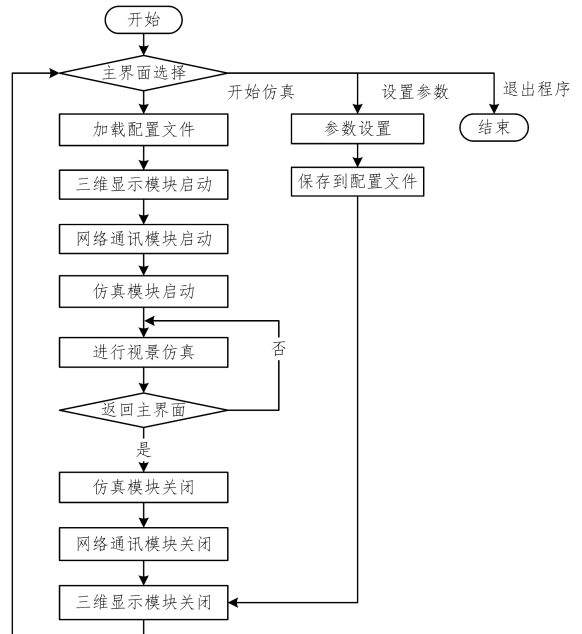 开始
主界面选择
开始仿真
设置参数
退出程序
加载配置文件
参数设置
结束
三维显示模块启动
保存到配置文件
网络通讯模块启动
仿真模块启动
进行视景仿真
否
返回主界面
是
仿真模块关闭
网络通讯模块关闭
三维显示模块关闭